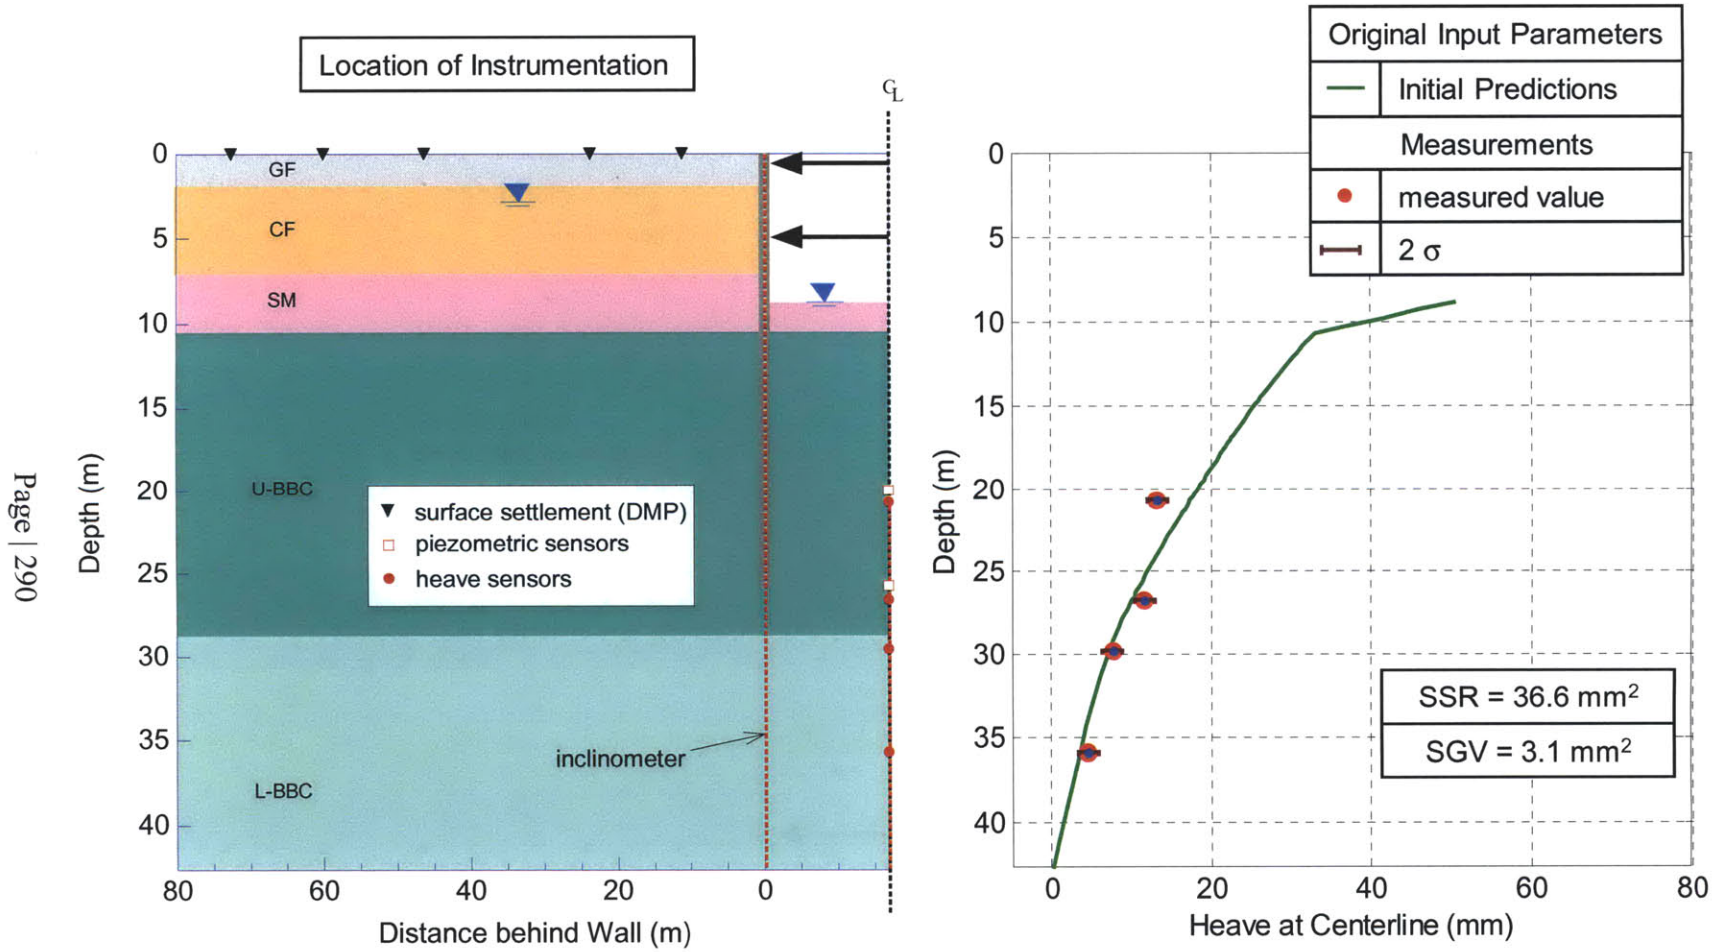 Location of Instrumentation
CL
0
5
10
15
20
25
30
35
40
Depth (m)
GF
CF
SM
U-BBC
L-BBC
surface settlement (DMP)
piezometric sensors
heave sensors
inclinometer
80
60
40
20
0
Distance behind Wall (m)
Original Input Parameters
Initial Predictions
Measurements
measured value
2 σ
0
5
10
15
20
25
30
35
40
Depth (m)
SSR = 36.6 mm²
SGV = 3.1 mm²
0
20
40
60
80
Heave at Centerline (mm)
Page | 290